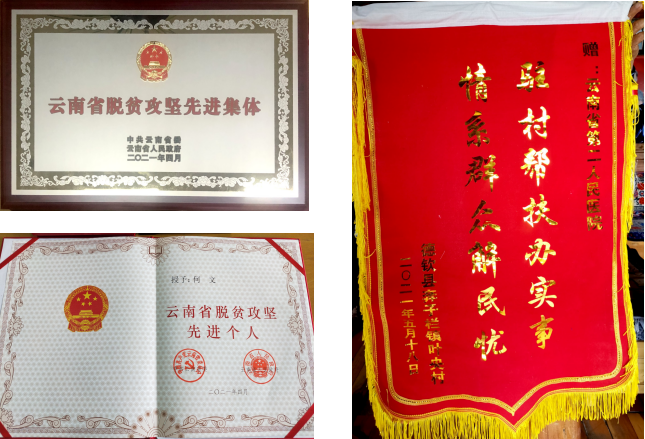 云南省脱贫攻坚先进集体
中共云南省委
云南省人民政府
二〇二一年四月
授予：何 文
云南省脱贫攻坚
先进个人
二〇二一年四月
赠：云南省第二人民医院
驻村帮扶办实事
情系群众解民忧
二〇二一年五月十八日